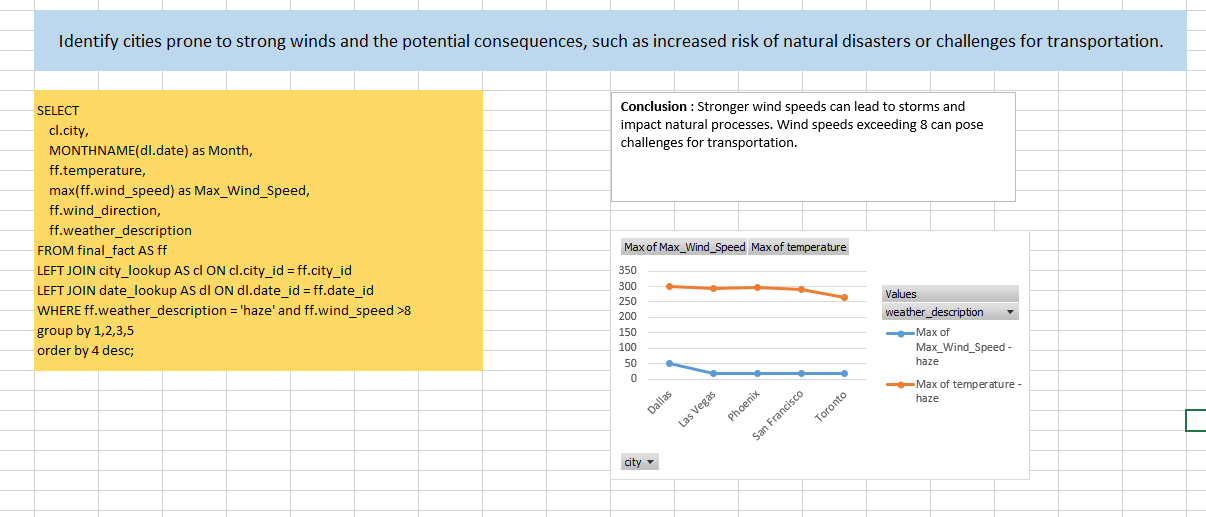 Identify cities prone to strong winds and the potential consequences, such as increased risk of natural disasters or challenges for transportation.
SELECT
cl.city,
MONTHNAME(dl.date) as Month,
ff.temperature,
max(ff.wind_speed) as Max_Wind_Speed,
ff.wind_direction,
ff.weather_description
FROM final_fact AS ff
LEFT JOIN city_lookup AS cl ON cl.city_id = ff.city_id
LEFT JOIN date_lookup AS dl ON dl.date_id = ff.date_id
WHERE ff.weather_description = 'haze' and ff.wind_speed >8
group by 1,2,3,5
order by 4 desc;
Conclusion : Stronger wind speeds can lead to storms and
impact natural processes. Wind speeds exceeding 8 can pose
challenges for transportation.
Max of Max_Wind_Speed Max of temperature
350
300
250
200
150
100
50
0
Dallas
Las Vegas
Phoenix
San Francisco
Toronto
Values
weather_description
Max of
Max_Wind_Speed -
haze
Max of temperature -
haze
city